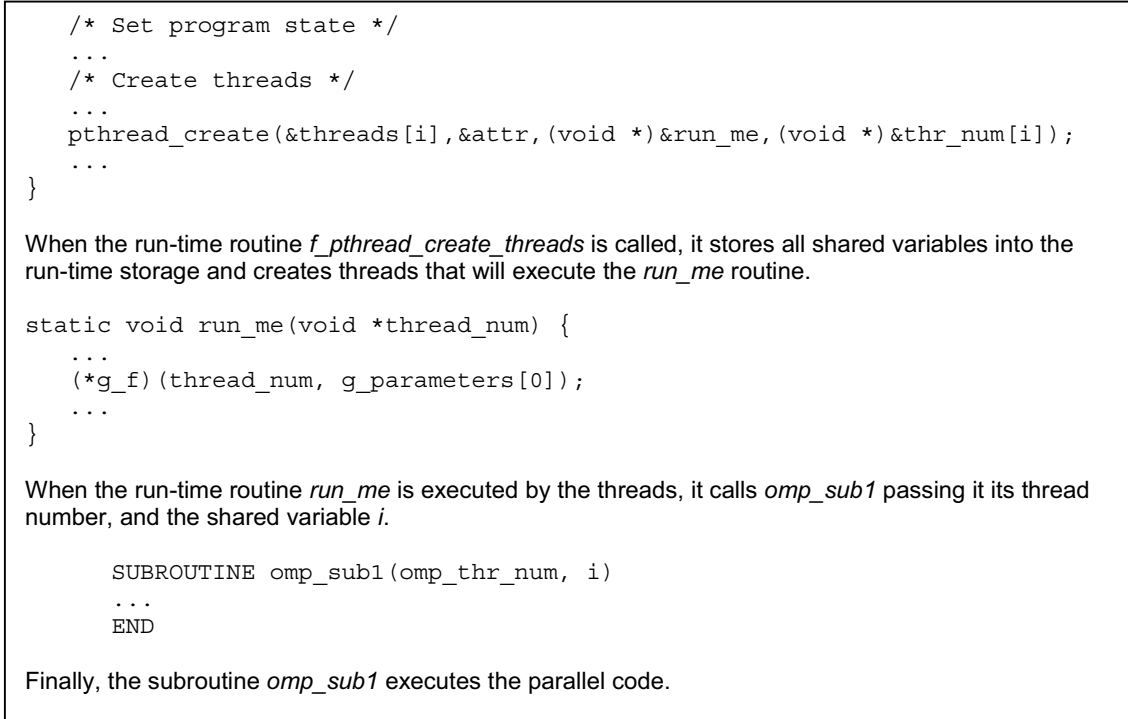 /* Set program state */
...
/* Create threads */
...
pthread_create(&threads[i],&attr,(void *)&run_me,(void *)&thr_num[i]);
...
}
When the run-time routine f_pthread_create_threads is called, it stores all shared variables into the
run-time storage and creates threads that will execute the run_me routine.
static void run_me(void *thread_num) {
...
(*g_f)(thread_num, g_parameters[0]);
...
}
When the run-time routine run_me is executed by the threads, it calls omp_sub1 passing it its thread
number, and the shared variable i.
SUBROUTINE omp_sub1(omp_thr_num, i)
...
END
Finally, the subroutine omp_sub1 executes the parallel code.